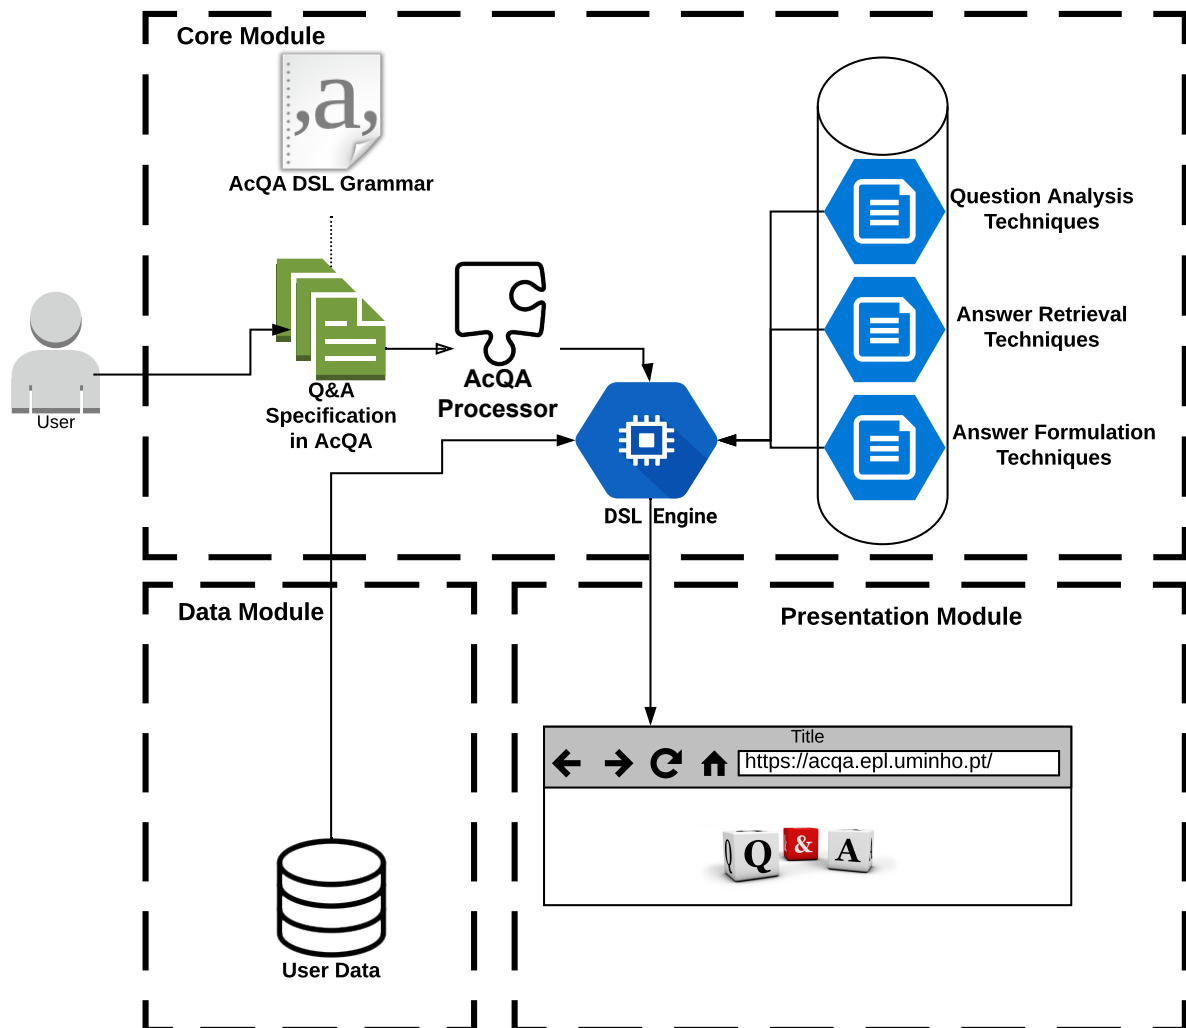 Core Module
,a,
AcQA DSL Grammar
Question Analysis
Techniques
Answer Retrieval
Techniques
Answer Formulation
Techniques
User
Q&A
Specification
in AcQA
AcQA
Processor
DSL Engine
Data Module
User Data
Presentation Module
Title
https://acqa.epl.uminho.pt/
Q & A